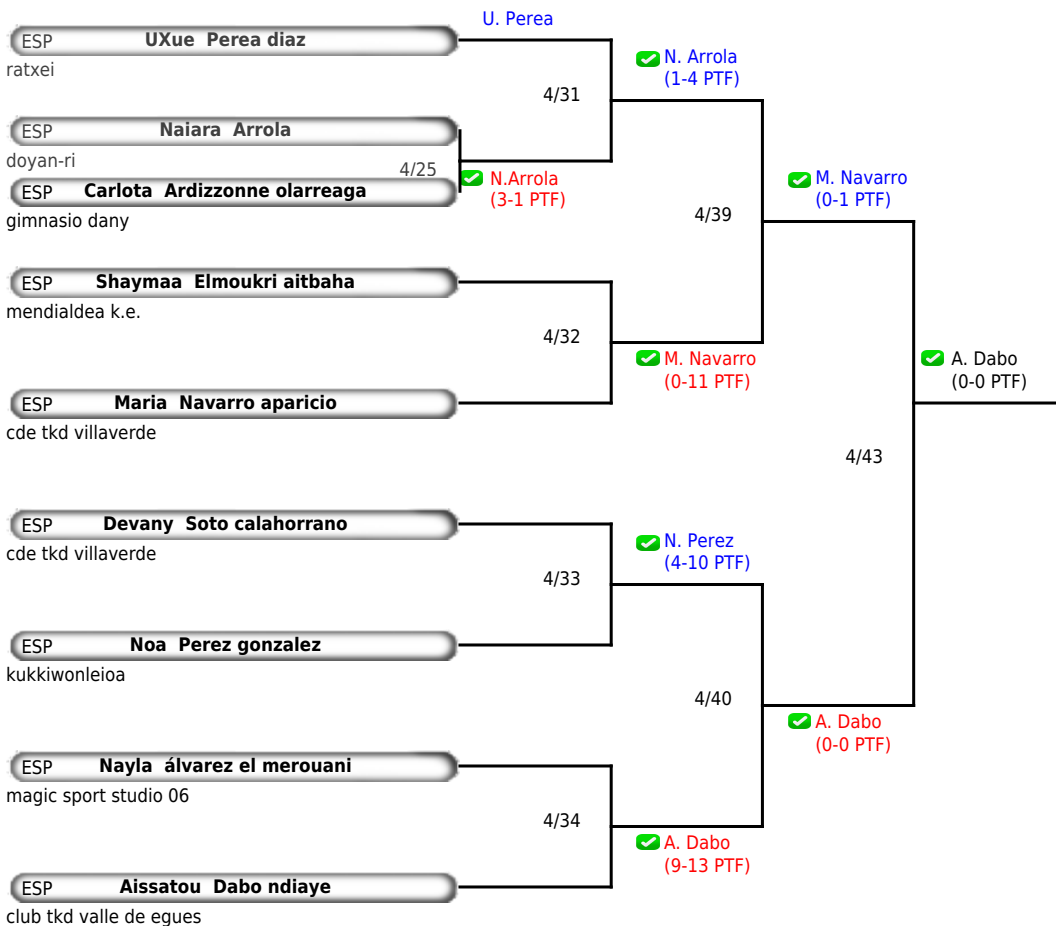 U. Perea
ESP UXue Perea diaz
ratxei
N. Arrola
(1-4 PTF)
4/31
ESP Naiara Arrola
doyan-ri
4/25
N.Arrola
(3-1 PTF)
ESP Carlota Ardizzonne olarreaga
gimnasio dany
M. Navarro
(0-1 PTF)
4/39
ESP Shaymaa Elmoukri aitbaha
mendialdea k.e.
4/32
M. Navarro
(0-11 PTF)
A. Dabo
(0-0 PTF)
ESP Maria Navarro aparicio
cde tkd villaverde
4/43
ESP Devany Soto calahorrano
cde tkd villaverde
N. Perez
(4-10 PTF)
4/33
ESP Noa Perez gonzalez
kukkiwonleioa
4/40
A. Dabo
(0-0 PTF)
ESP Nayla álvarez el merouani
magic sport studio 06
4/34
A. Dabo
(9-13 PTF)
ESP Aissatou Dabo ndiaye
club tkd valle de egues